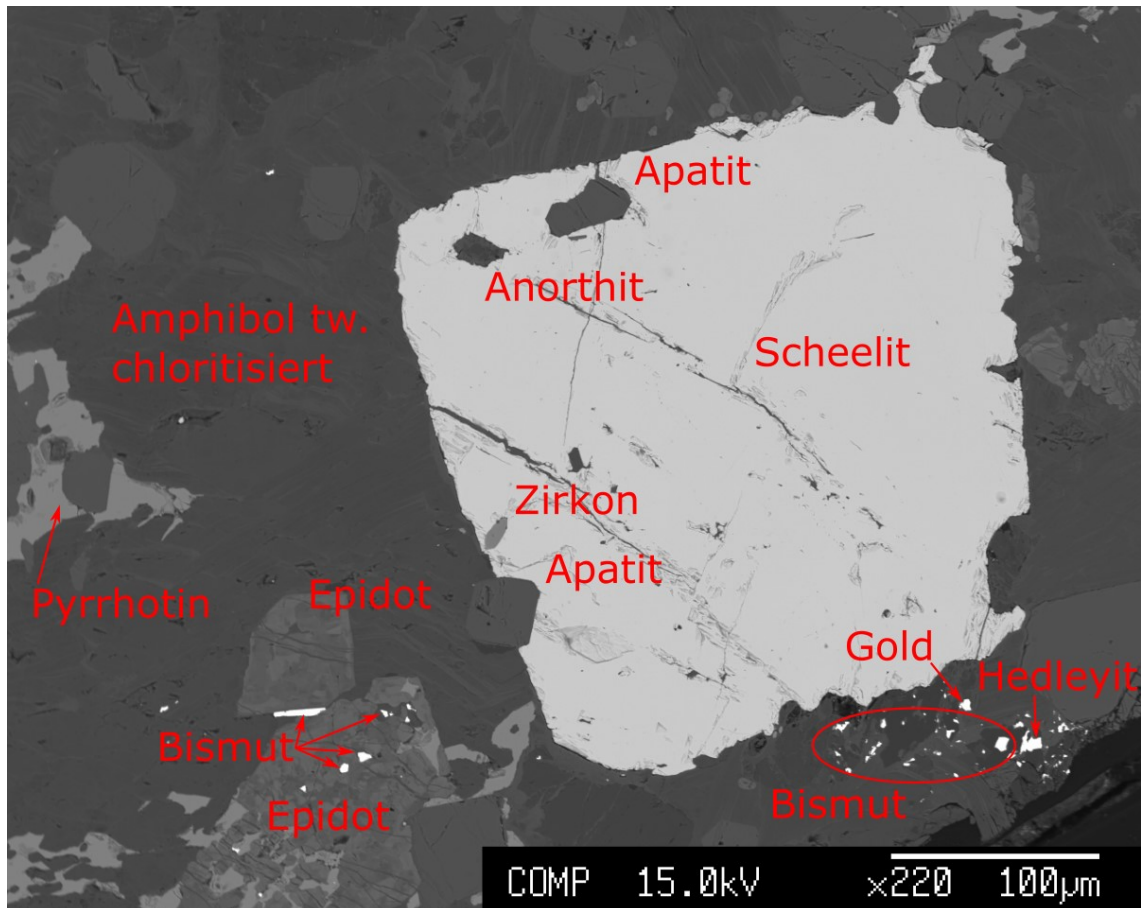 Apatit
Anorthit
Amphibol tw.
chloritisiert
Scheelit
Zirkon
Apatit
Pyrrhotin
Epidot
Gold
Hedleyit
Bismut
Bismut
Epidot
COMP 15.0kV x220 100µm